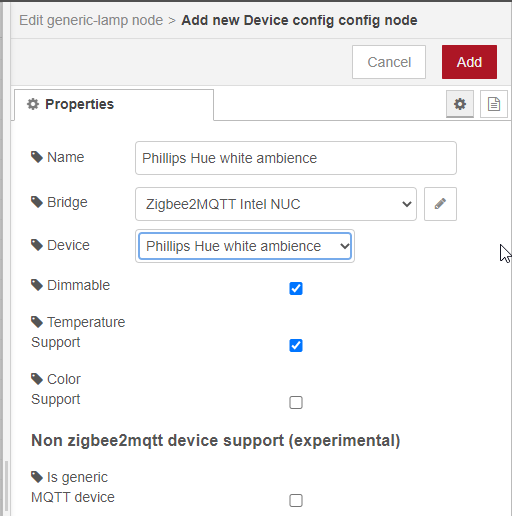 Edit generic-lamp node > Add new Device config config node
Cancel Add
Properties
Name Phillips Hue white ambience
Bridge Zigbee2MQTT Intel NUC
Device Phillips Hue white ambience
Dimmable
Temperature
Support
Color
Support
Non zigbee2mqtt device support (experimental)
Is generic
MQTT device